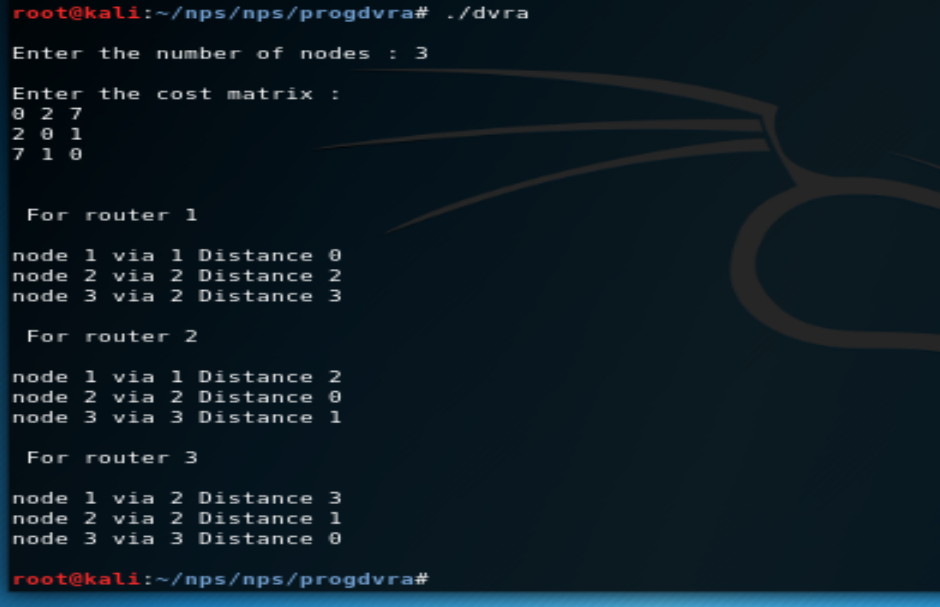 root@kali:~/nps/nps/progdvra# ./dvra
Enter the number of nodes : 3
Enter the cost matrix :
0 2 7
2 0 1
7 1 0
For router 1
node 1 via 1 Distance 0
node 2 via 2 Distance 2
node 3 via 2 Distance 3
For router 2
node 1 via 1 Distance 2
node 2 via 2 Distance 0
node 3 via 3 Distance 1
For router 3
node 1 via 2 Distance 3
node 2 via 2 Distance 1
node 3 via 3 Distance 0
root@kali:~/nps/nps/progdvra#